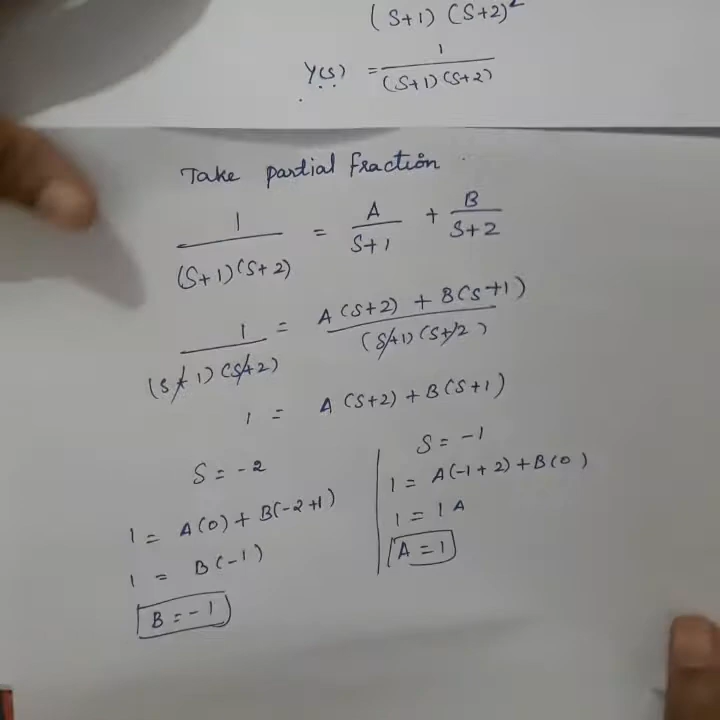 (S+1) (S+2)²
Y(s) = 1/((S+1)(S+2))
Take partial fraction
1/((S+1)(S+2)) = A/(S+1) + B/(S+2)
1/((S+1)(S+2)) = (A(S+2) + B(S+1))/((S+1)(S+2))
1 = A(S+2) + B(S+1)
S = -2
1 = A(0) + B(-2+1)
1 = B(-1)
B = -1
S = -1
1 = A(-1+2) + B(0)
1 = 1A
A = 1